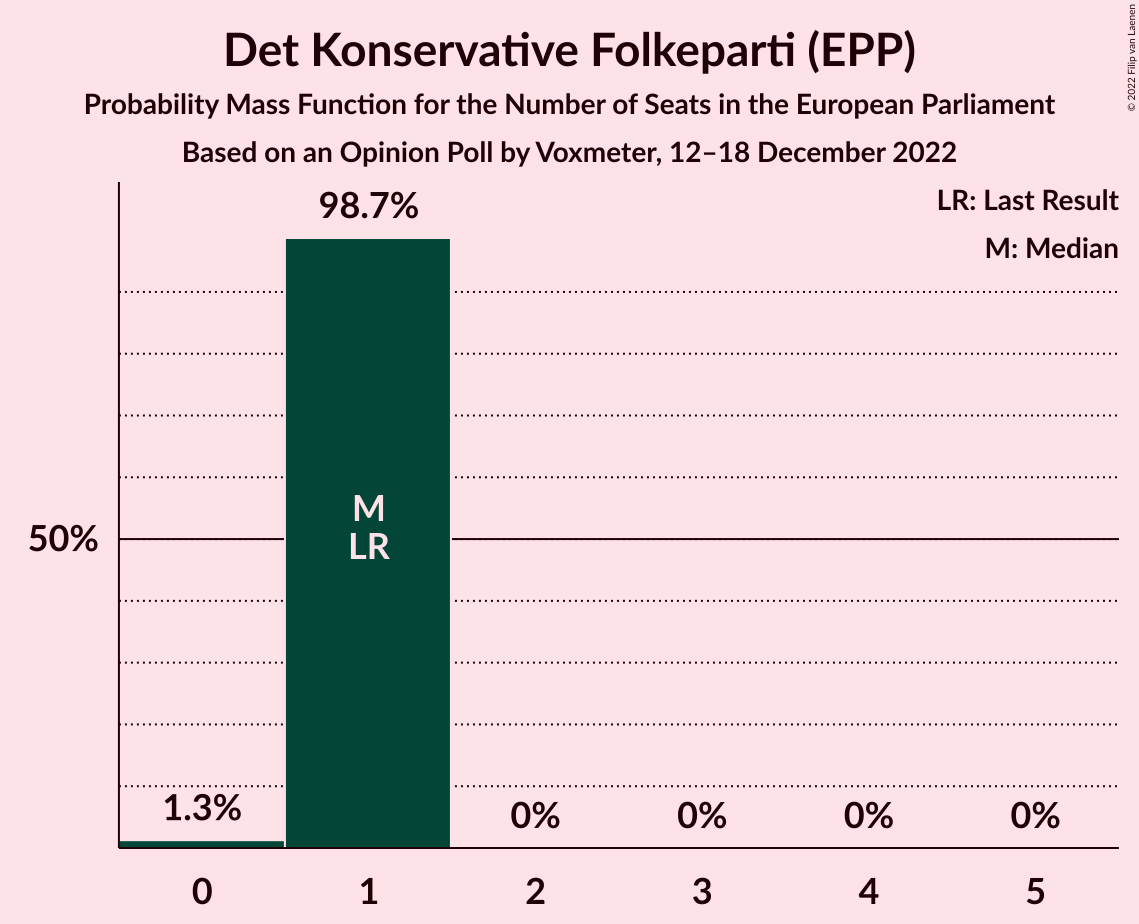 Det Konservative Folkeparti (EPP)
Probability Mass Function for the Number of Seats in the European Parliament
Based on an Opinion Poll by Voxmeter, 12–18 December 2022
© 2022 Filip van Laenen
LR: Last Result
M: Median
98.7%
M
LR
50%
1.3%
0%
0%
0%
0%
0
1
2
3
4
5